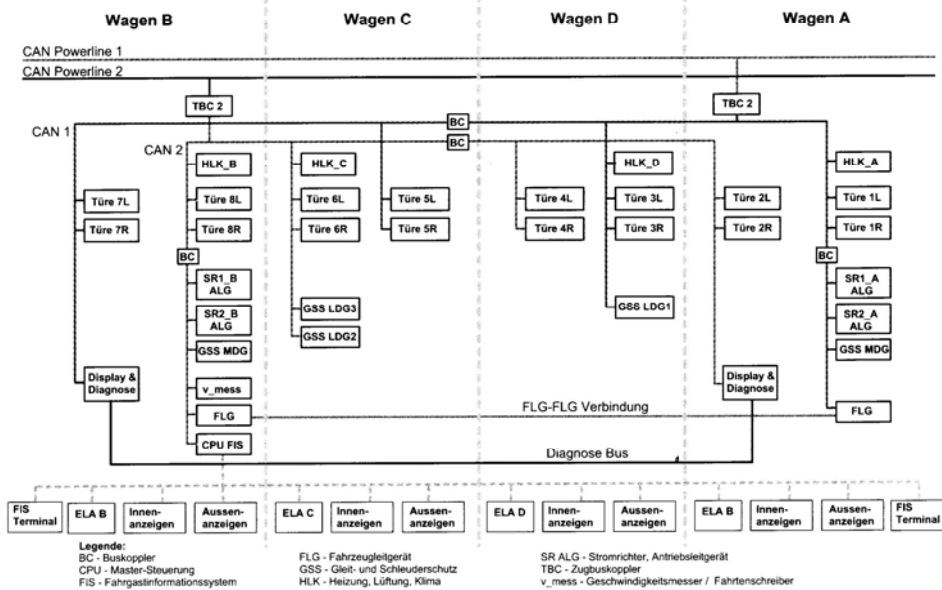 Wagen B
Wagen C
Wagen D
Wagen A
CAN Powerline 1
CAN Powerline 2
TBC 2
TBC 2
CAN 1
BC
CAN 2
BC
HLK_B
HLK_C
HLK_D
HLK_A
Türe 7L
Türe 8L
Türe 6L
Türe 5L
Türe 4L
Türe 3L
Türe 2L
Türe 1L
Türe 7R
Türe 8R
Türe 6R
Türe 5R
Türe 4R
Türe 3R
Türe 2R
Türe 1R
BC
BC
SR1_B
ALG
SR1_A
ALG
SR2_B
ALG
GSS LDG3
GSS LDG1
SR2_A
ALG
GSS LDG2
GSS MDG
GSS MDG
Display &
Diagnose
v_mess
Display &
Diagnose
FLG
FLG-FLG Verbindung
FLG
CPU FIS
Diagnose Bus
FIS
Terminal
ELA B
Innen-
anzeigen
Aussen-
anzeigen
ELA C
Innen-
anzeigen
Aussen-
anzeigen
ELA D
Innen-
anzeigen
Aussen-
anzeigen
ELA B
Innen-
anzeigen
Aussen-
anzeigen
FIS
Terminal
Legende:
BC - Buskoppler
CPU - Master-Steuerung
FIS - Fahrgastinformationssystem
FLG - Fahrzeugleitgerät
GSS - Gleit- und Schleuderschutz
HLK - Heizung, Lüftung, Klima
SR ALG - Stromrichter, Antriebsleitgerät
TBC - Zugbuskoppler
v_mess - Geschwindigkeitsmesser / Fahrtenschreiber